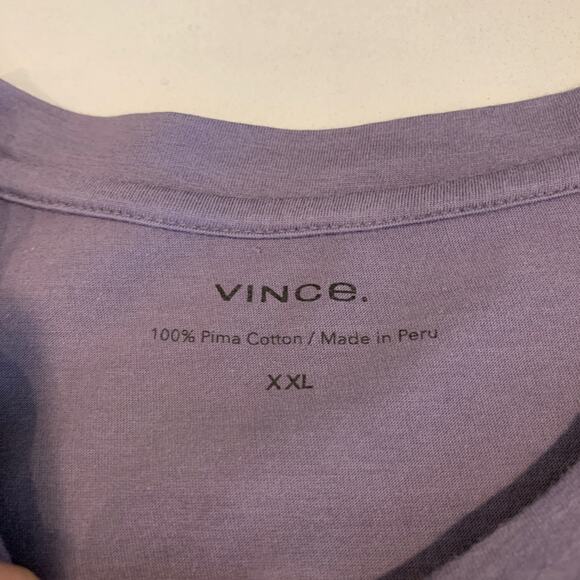 VINCe.
100% Pima Cotton / Made in Peru
XXL